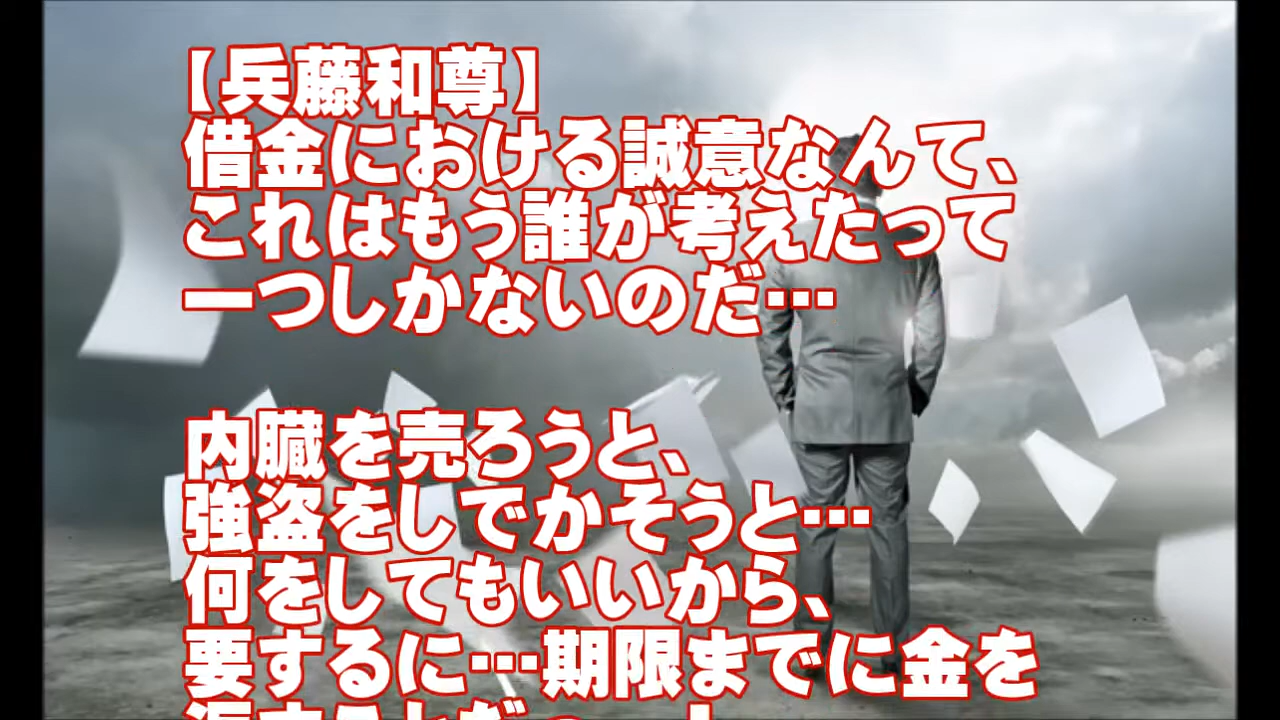 【兵藤和尊】
借金における誠意なんて、
これはもう誰が考えたって
一つしかないのだ…
内臓を売ろうと、
強盗をしでかそうと…
何をしてもいいから、
要するに…期限までに金を